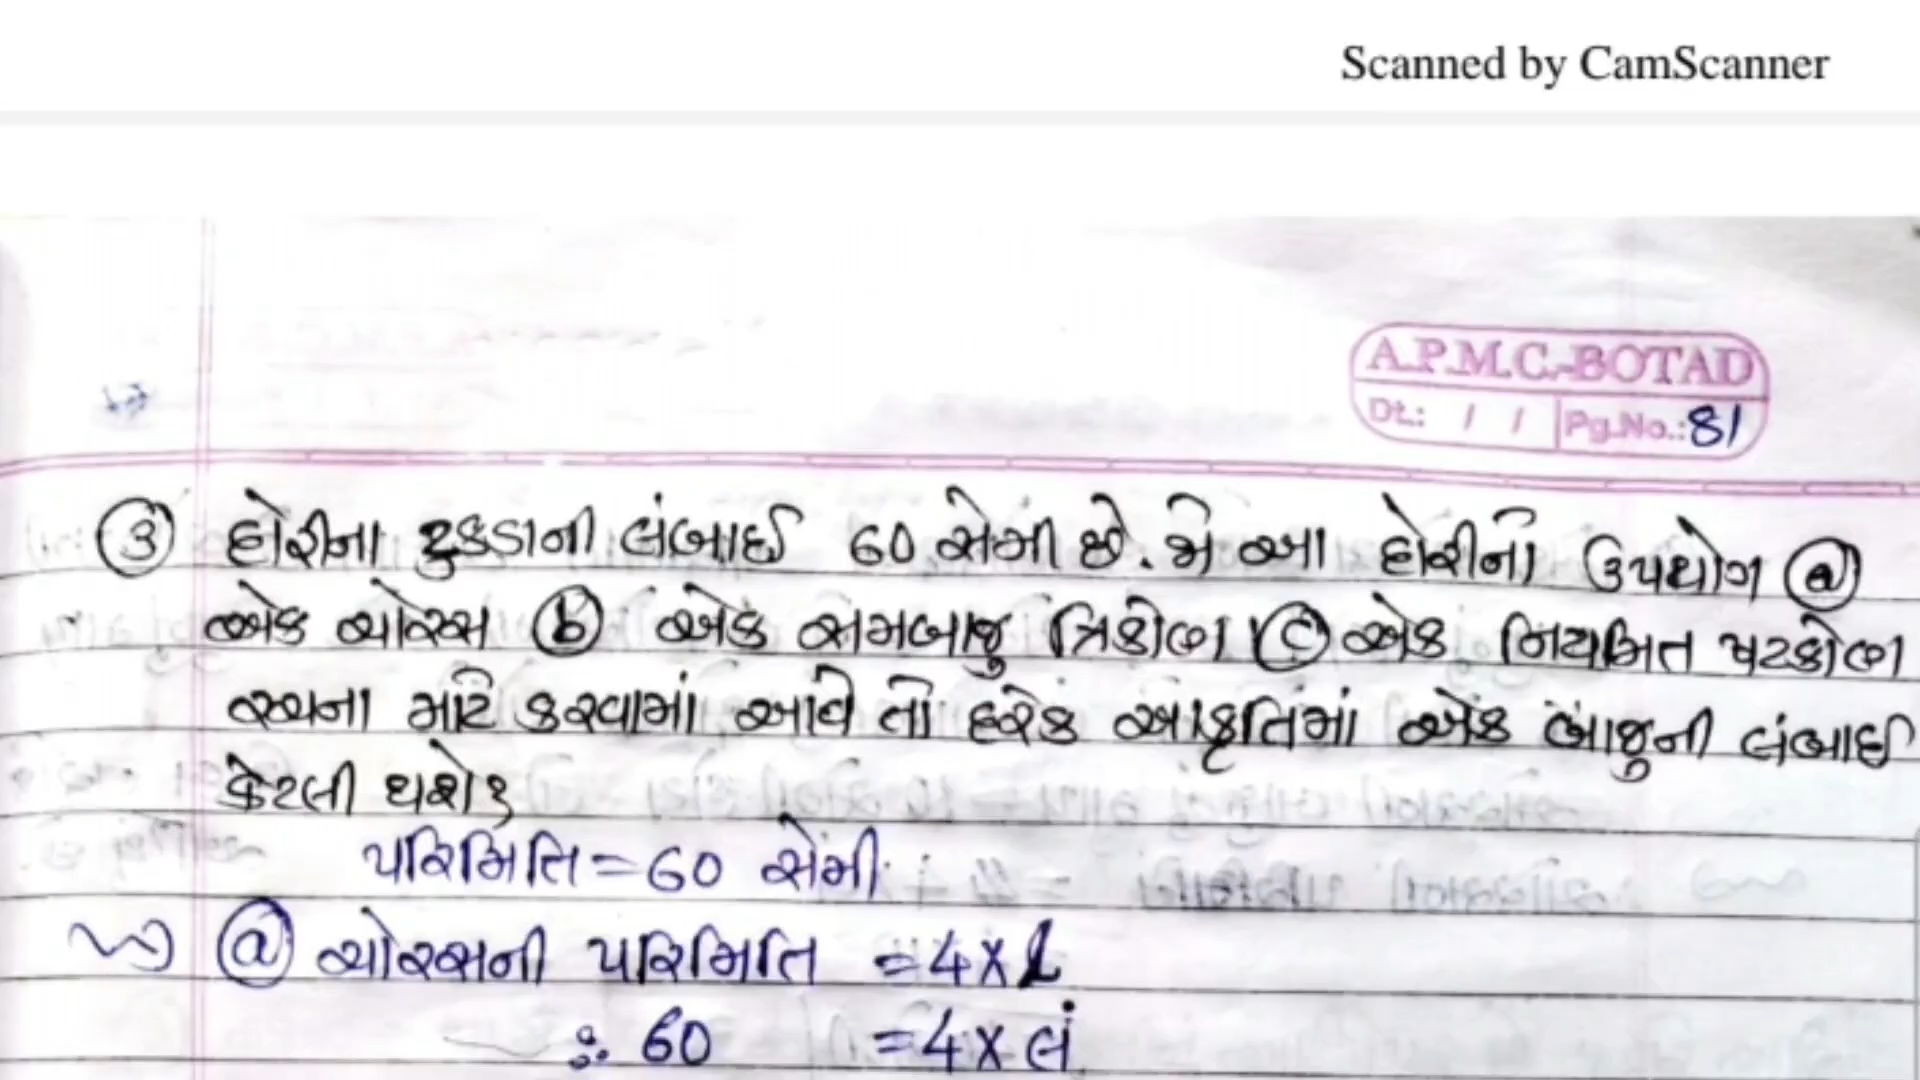 Scanned by CamScanner
A.P.M.C.-BOTAD
Dt.: / / Pg.No.: 81
③ દોરીના ટુકડાની લંબાઈ 60 સેમી છે. જો આ દોરીનો ઉપયોગ ⓐ
એક ચોરસ ⓑ એક સમબાજુ ત્રિકોણ ⓒ એક નિયમિત ષટકોણ
રચના માટે કરવામાં આવે તો દરેક આકૃતિમાં એક બાજુની લંબાઈ
કેટલી થશે?
પરિમિતિ = 60 સેમી
ⓐ ચોરસની પરિમિતિ = 4 X L
∴ 60 = 4 X લં